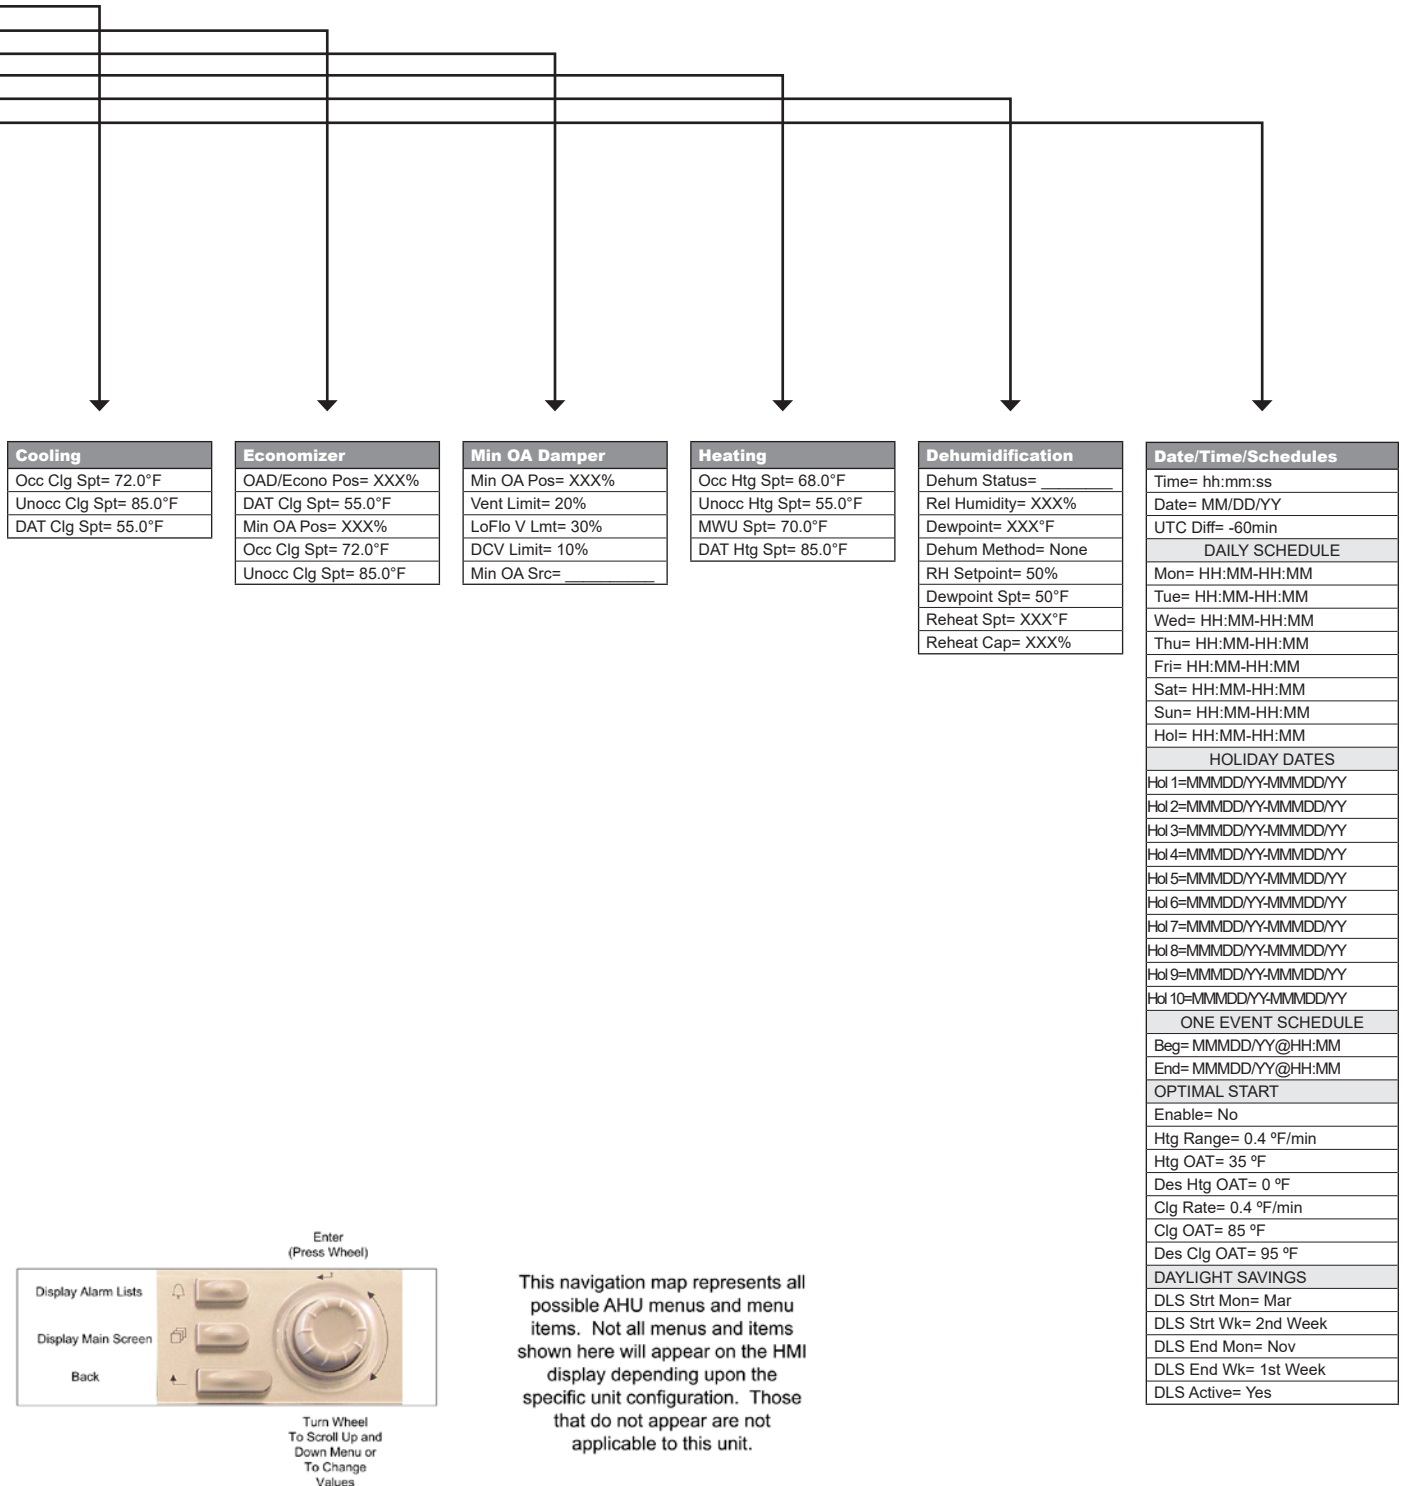 Cooling
Occ Clg Spt= 72.0°F
Unocc Clg Spt= 85.0°F
DAT Clg Spt= 55.0°F
Economizer
OAD/Econo Pos= XXX%
DAT Clg Spt= 55.0°F
Min OA Pos= XXX%
Occ Clg Spt= 72.0°F
Unocc Clg Spt= 85.0°F
Min OA Damper
Min OA Pos= XXX%
Vent Limit= 20%
LoFlo V Lmt= 30%
DCV Limit= 10%
Min OA Src= __________
Heating
Occ Htg Spt= 68.0°F
Unocc Htg Spt= 55.0°F
MWU Spt= 70.0°F
DAT Htg Spt= 85.0°F
Dehumidification
Dehum Status= ________
Rel Humidity= XXX%
Dewpoint= XXX°F
Dehum Method= None
RH Setpoint= 50%
Dewpoint Spt= 50°F
Reheat Spt= XXX°F
Reheat Cap= XXX%
Date/Time/Schedules
Time= hh:mm:ss
Date= MM/DD/YY
UTC Diff= -60min
DAILY SCHEDULE
Mon= HH:MM-HH:MM
Tue= HH:MM-HH:MM
Wed= HH:MM-HH:MM
Thu= HH:MM-HH:MM
Fri= HH:MM-HH:MM
Sat= HH:MM-HH:MM
Sun= HH:MM-HH:MM
Hol= HH:MM-HH:MM
HOLIDAY DATES
Hol 1=MMMDD/YY-MMMDD/YY
Hol 2=MMMDD/YY-MMMDD/YY
Hol 3=MMMDD/YY-MMMDD/YY
Hol 4=MMMDD/YY-MMMDD/YY
Hol 5=MMMDD/YY-MMMDD/YY
Hol 6=MMMDD/YY-MMMDD/YY
Hol 7=MMMDD/YY-MMMDD/YY
Hol 8=MMMDD/YY-MMMDD/YY
Hol 9=MMMDD/YY-MMMDD/YY
Hol 10=MMMDD/YY-MMMDD/YY
ONE EVENT SCHEDULE
Beg= MMMDD/YY@HH:MM
End= MMMDD/YY@HH:MM
OPTIMAL START
Enable= No
Htg Range= 0.4 ºF/min
Htg OAT= 35 ºF
Des Htg OAT= 0 ºF
Clg Rate= 0.4 ºF/min
Clg OAT= 85 ºF
Des Clg OAT= 95 ºF
DAYLIGHT SAVINGS
DLS Strt Mon= Mar
DLS Strt Wk= 2nd Week
DLS End Mon= Nov
DLS End Wk= 1st Week
DLS Active= Yes
Enter
(Press Wheel)
Display Alarm Lists
Display Main Screen
Back
Turn Wheel
To Scroll Up and
Down Menu or
To Change
Values
This navigation map represents all
possible AHU menus and menu
items. Not all menus and items
shown here will appear on the HMI
display depending upon the
specific unit configuration. Those
that do not appear are not
applicable to this unit.